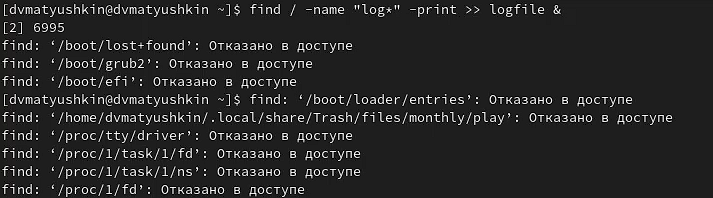 [dvmatyushkin@dvmatyushkin ~]$ find / -name "log*" -print >> logfile &
[2] 6995
find: ‘/boot/lost+found’: Отказано в доступе
find: ‘/boot/grub2’: Отказано в доступе
find: ‘/boot/efi’: Отказано в доступе
[dvmatyushkin@dvmatyushkin ~]$ find: ‘/boot/loader/entries’: Отказано в доступе
find: ‘/home/dvmatyushkin/.local/share/Trash/files/monthly/play’: Отказано в доступе
find: ‘/proc/tty/driver’: Отказано в доступе
find: ‘/proc/1/task/1/fd’: Отказано в доступе
find: ‘/proc/1/task/1/ns’: Отказано в доступе
find: ‘/proc/1/fd’: Отказано в доступе